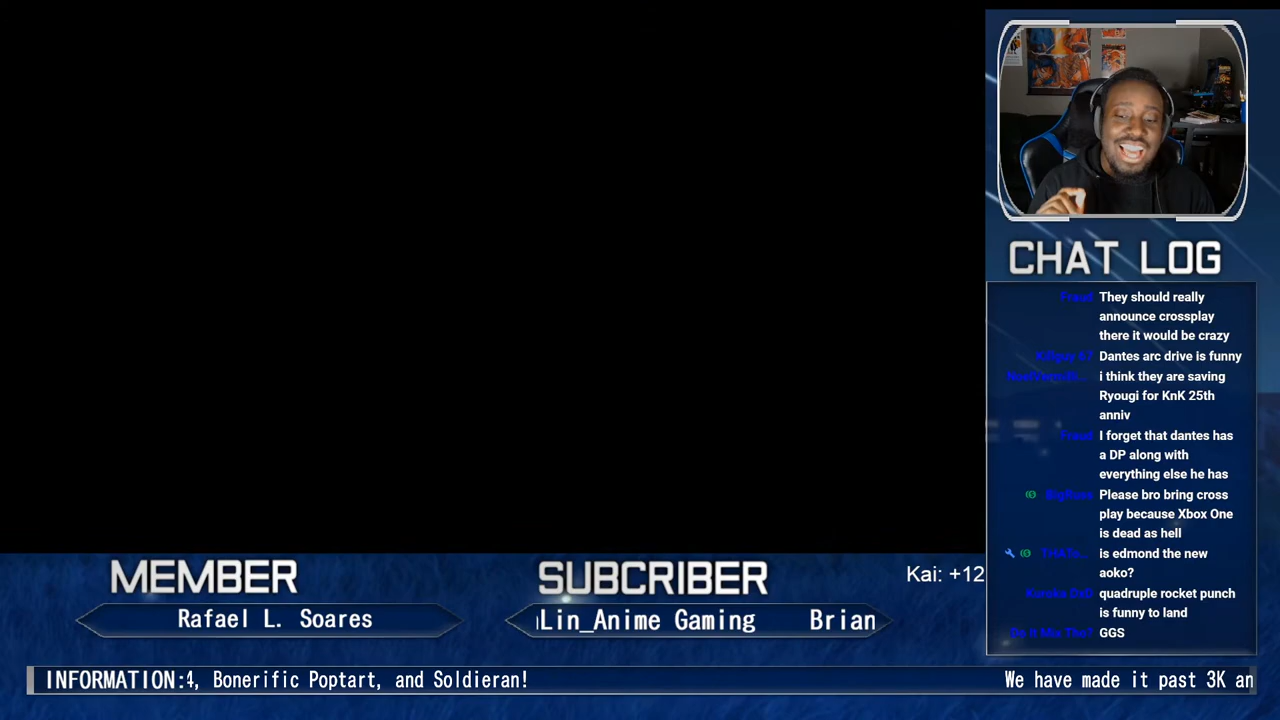 CHAT LOG
Fraud They should really
announce crossplay
there it would be crazy
Dantes arc drive is funny
i think they are saving
Ryougi for KnK 25th
anniv
Fraud I forget that dantes has
a DP along with
everything else he has
Please bro bring cross
play because Xbox One
is dead as hell
is edmond the new
aoko?
quadruple rocket punch
is funny to land
GGS
MEMBER
SUBCRIBER
Kai: +12
Rafael L. Soares
Lin_Anime Gaming Brian
INFORMATION:4, Bonerific Poptart, and Soldieran! We have made it past 3K an